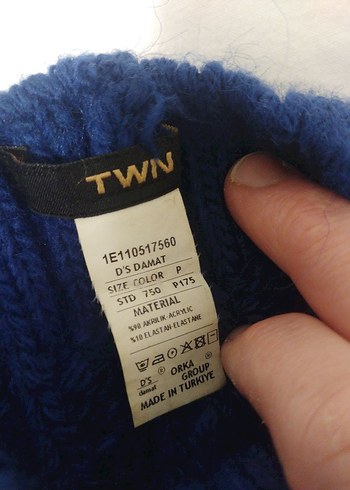 TWN
1E110517560
D'S DAMAT
SIZE COLOR P
STD 750 P175
MATERIAL
%90 AKRILIK-ACRYLIC
%10 ELASTAN-ELASTANE
D'S damat ® ORKA GROUP ®
MADE IN TURKIYE